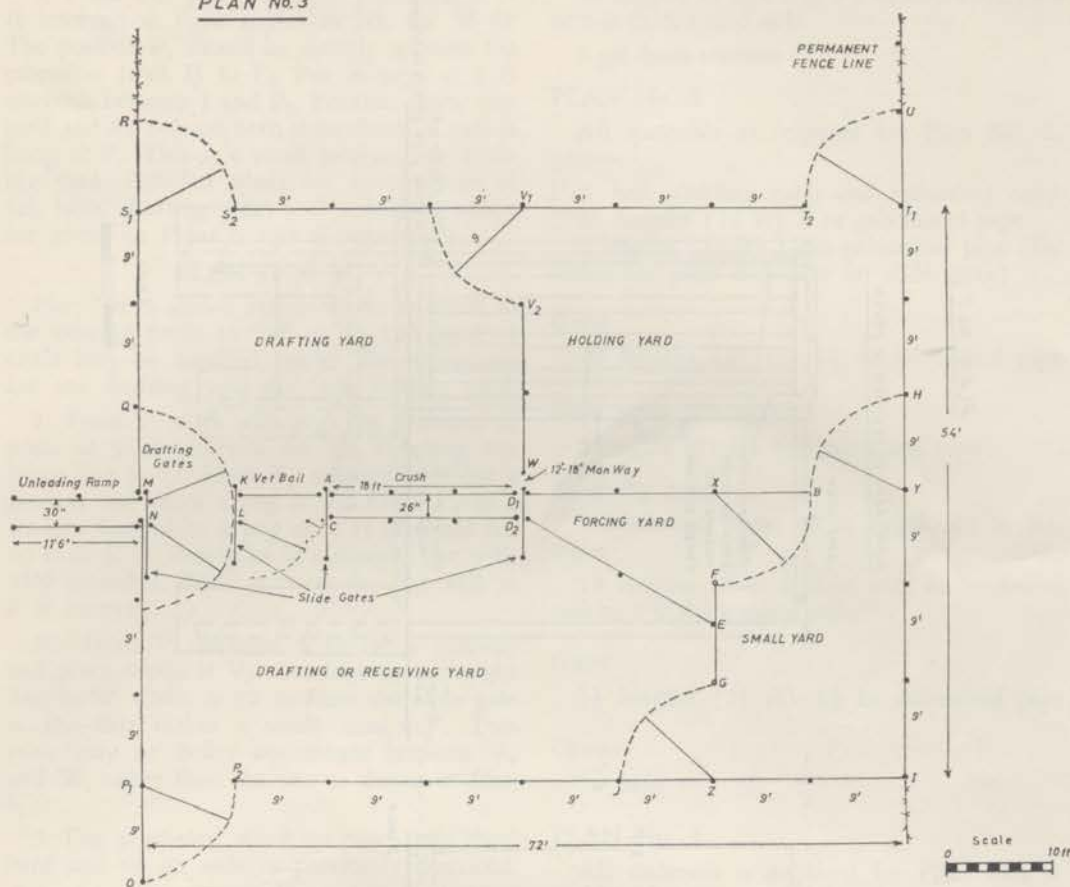 PLAN No. 3
PERMANENT
FENCE LINE
R
U
S1
S2
9'
9'
9'
V1
9'
9'
9'
T2
T1
9'
9'
9'
V2
9'
9'
DRAFTING YARD
HOLDING YARD
Q
H
54'
Drafting
Gates
W
12"-18" Man Way
9'
Unloading Ramp
M
K
Vet Bail
A
Crush
18 ft
D1
X
B
Y
30"
N
L
C
26"
D2
FORCING YARD
9'
11'6"
F
Slide Gates
9'
E
SMALL YARD
9'
DRAFTING OR RECEIVING YARD
G
9'
9'
P1
P2
J
Z
I
9'
9'
9'
9'
9'
9'
9'
9'
72'
O
Scale
0
10 ft